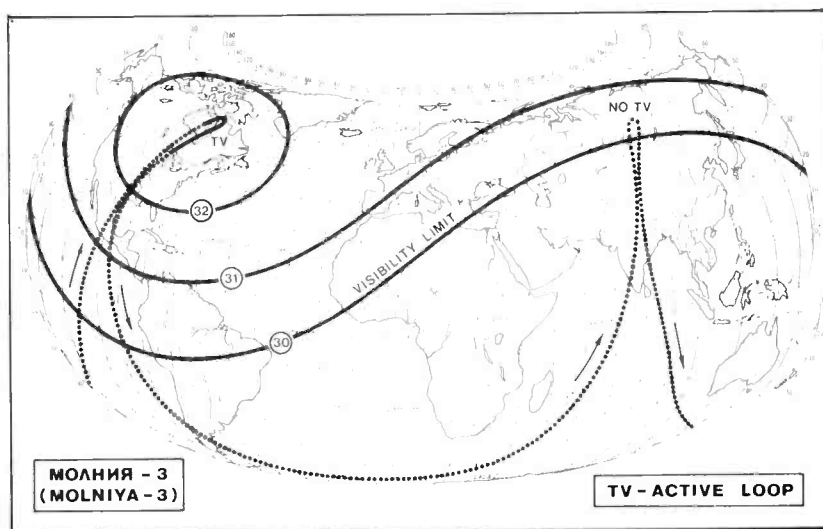 NO TV
TV
32
31
30
VISIBILITY LIMIT
МОЛНИЯ - 3
(MOLNIYA - 3)
TV - ACTIVE LOOP